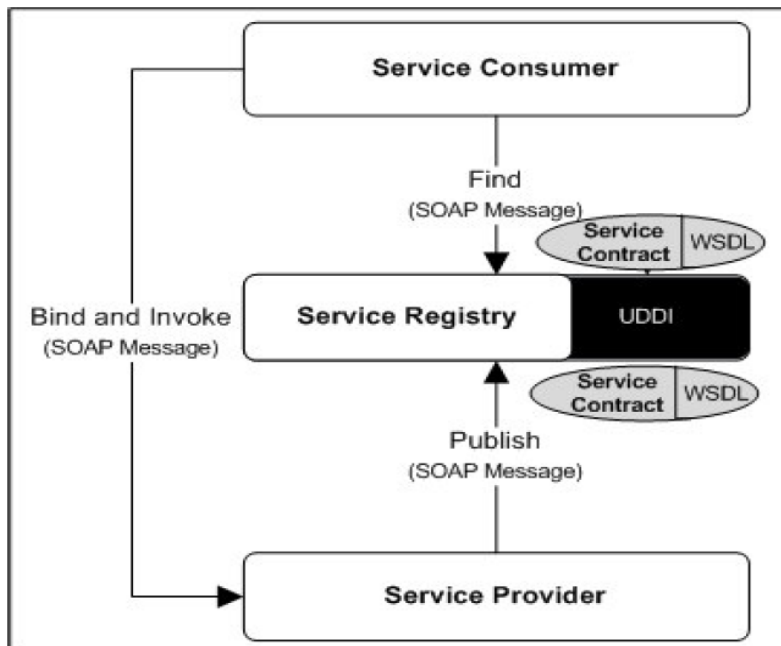 Service Consumer
Find
(SOAP Message)
Service
Contract
WSDL
Bind and Invoke
(SOAP Message)
Service Registry
UDDI
Service
Contract
WSDL
Publish
(SOAP Message)
Service Provider